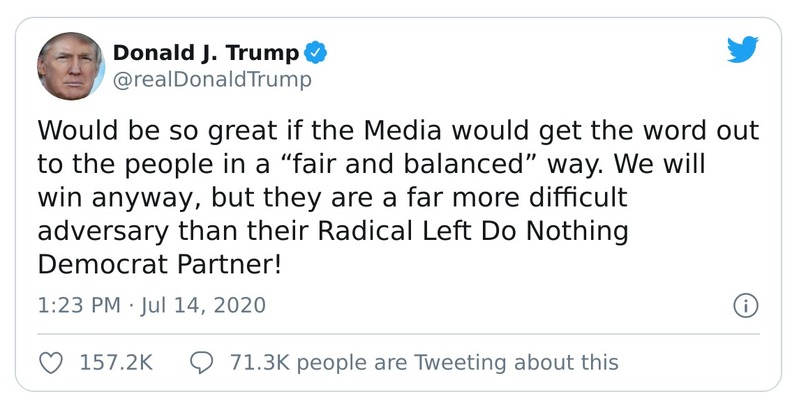 Donald J. Trump
@realDonaldTrump
Would be so great if the Media would get the word out
to the people in a “fair and balanced” way. We will
win anyway, but they are a far more difficult
adversary than their Radical Left Do Nothing
Democrat Partner!
1:23 PM · Jul 14, 2020
157.2K 71.3K people are Tweeting about this